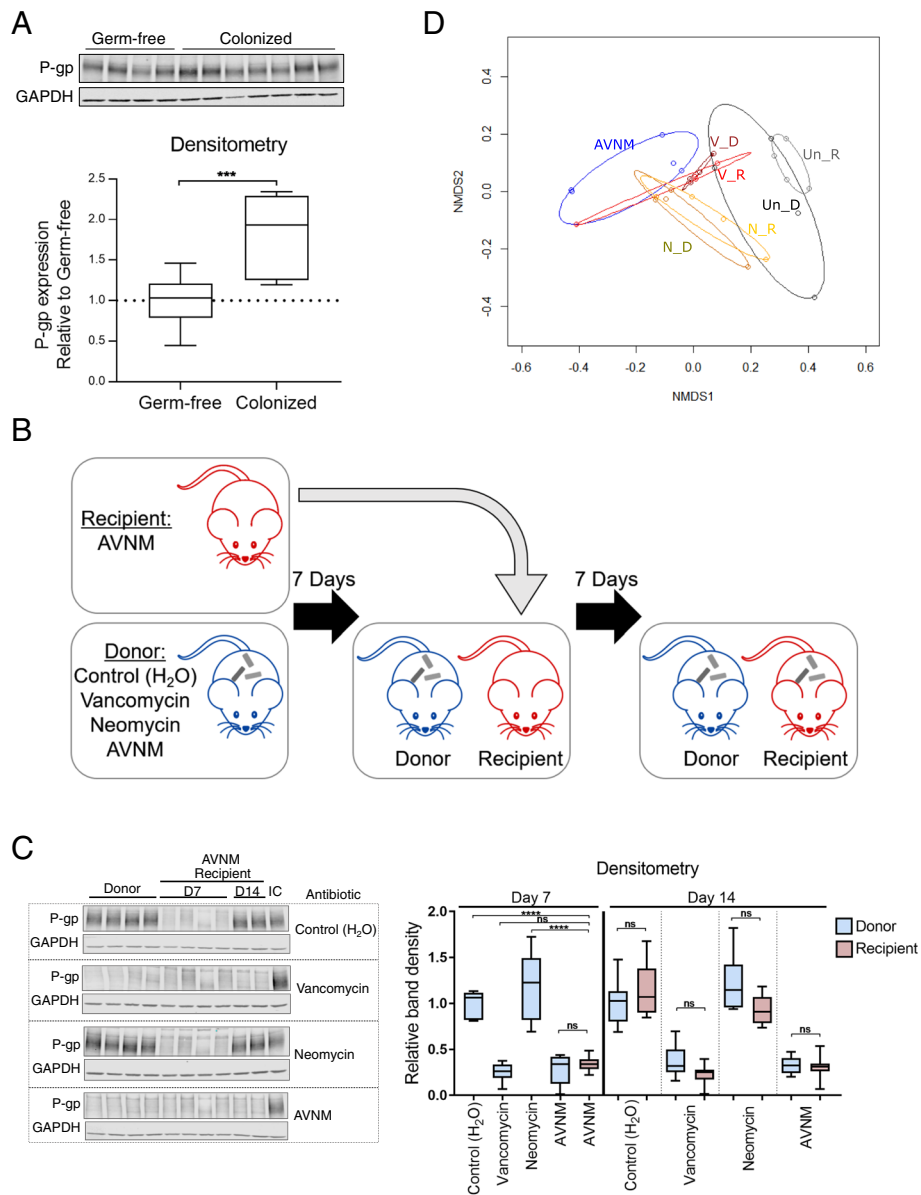 A
Germ-free Colonized
P-gp
GAPDH
Densitometry
***
P-gp expression
Relative to Germ-free
2.5
2.0
1.5
1.0
0.5
0.0
Germ-free Colonized
D
NMDS2
0.4
0.2
0.0
-0.2
-0.4
AVNM
V_D
V_R
Un_R
Un_D
N_R
N_D
-0.6 -0.4 -0.2 0.0 0.2 0.4 0.6
NMDS1
B
Recipient:
AVNM
7 Days
7 Days
Donor:
Control (H2O)
Vancomycin
Neomycin
AVNM
Donor Recipient
Donor Recipient
C
AVNM
Recipient
Donor D7 D14 IC Antibiotic
P-gp
GAPDH
Control (H2O)
P-gp
GAPDH
Vancomycin
P-gp
GAPDH
Neomycin
P-gp
GAPDH
AVNM
Densitometry
Day 7 Day 14
Relative band density
2.0
1.5
1.0
0.5
0.0
****
ns
****
ns
ns
ns
ns
ns
Donor
Recipient
Control (H2O)
Vancomycin
Neomycin
AVNM
AVNM
Control (H2O)
Vancomycin
Neomycin
AVNM